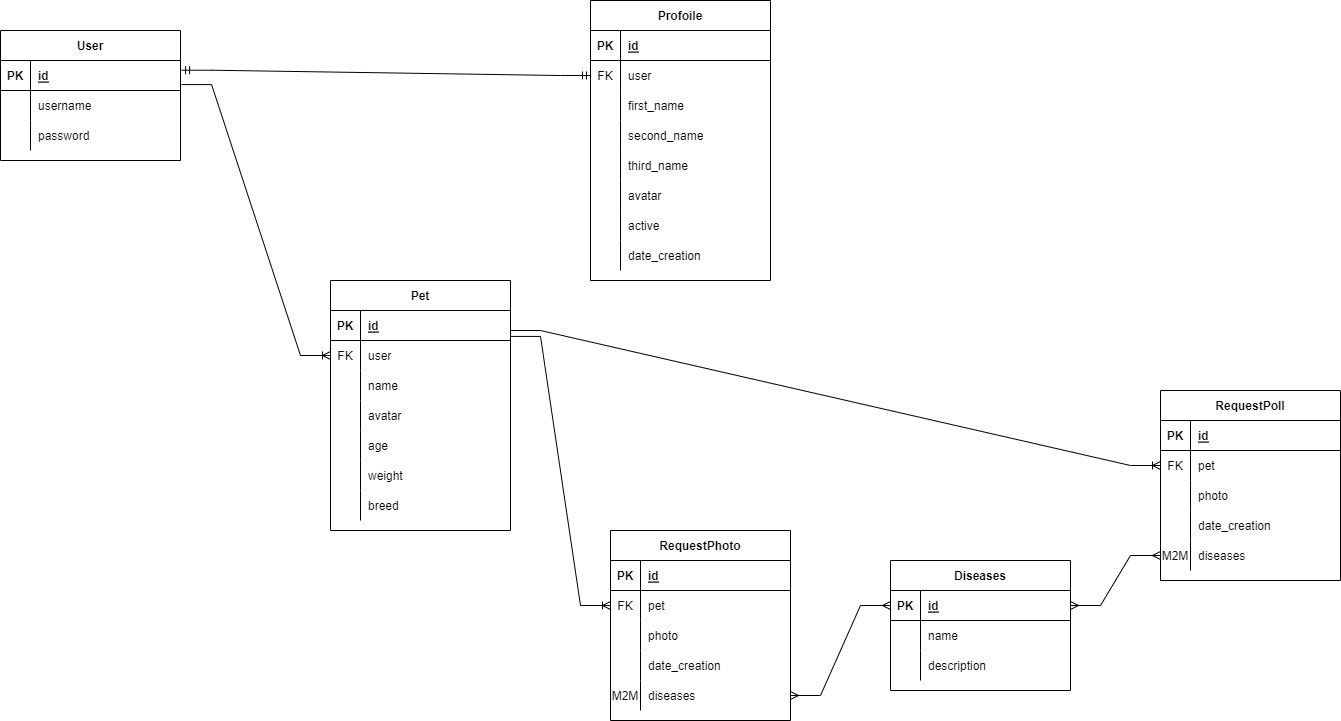 User
PK id
username
password
Profoile
PK id
FK user
first_name
second_name
third_name
avatar
active
date_creation
Pet
PK id
FK user
name
avatar
age
weight
breed
RequestPoll
PK id
FK pet
photo
date_creation
M2M diseases
RequestPhoto
PK id
FK pet
photo
date_creation
M2M diseases
Diseases
PK id
name
description